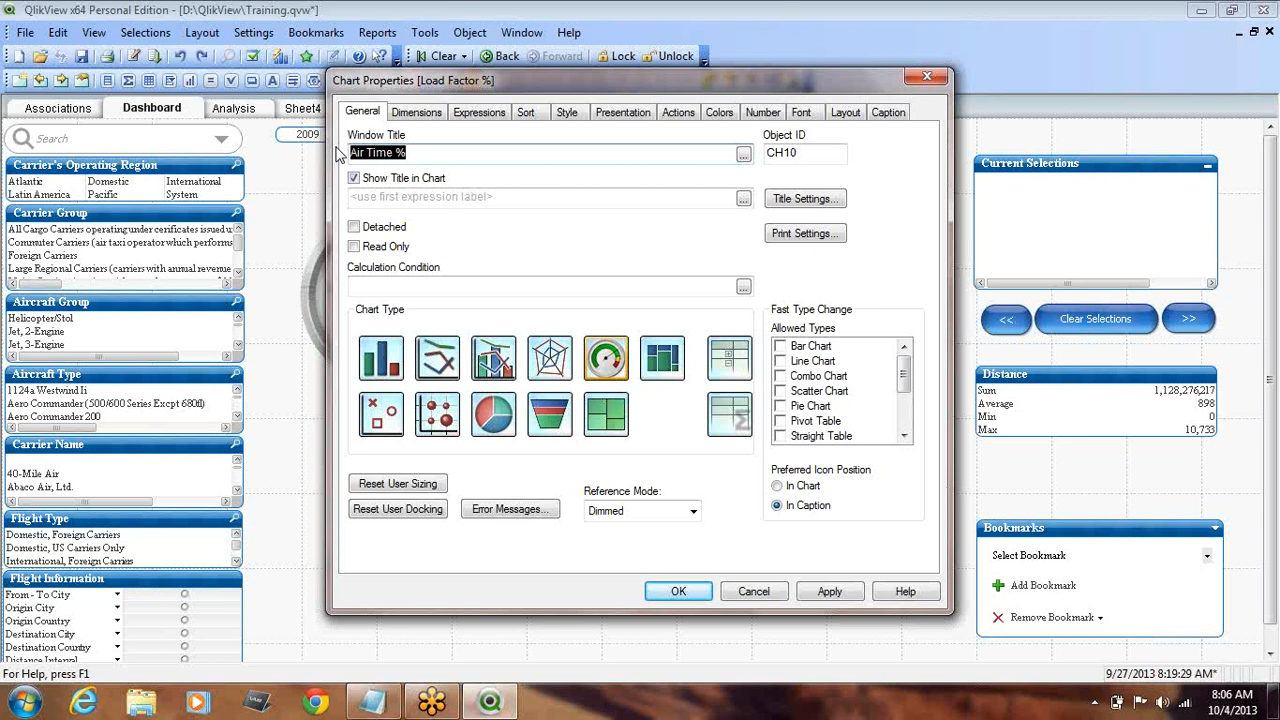 QlikView x64 Personal Edition - [D:\QlikView\Training.qvw*]
File Edit View Selections Layout Settings Bookmarks Reports Tools Object Window Help
Clear Back Forward Lock Unlock
Associations Dashboard Analysis Sheet4
Search
2009
Carrier's Operating Region
Atlantic Domestic International
Latin America Pacific System
Carrier Group
All Cargo Carriers operating under cerificates issued u
Commuter Carriers (air taxi operator which performs
Foreign Carriers
Large Regional Carriers (carriers with annual revenue
Aircraft Group
Helicopter/Stol
Jet, 2-Engine
Jet, 3-Engine
Aircraft Type
1124a Westwind Ii
Aero Commander (500/600 Series Excpt 680fl)
Aero Commander 200
Carrier Name
40-Mile Air
Abaco Air, Ltd.
Flight Type
Domestic, Foreign Carriers
Domestic, US Carriers Only
International, Foreign Carriers
Flight Information
From - To City
Origin City
Origin Country
Destination City
Destination Country
Distance Interval
Chart Properties [Load Factor %]
General Dimensions Expressions Sort Style Presentation Actions Colors Number Font Layout Caption
Window Title
Air Time %
...
Object ID
CH10
Show Title in Chart
<use first expression label>
...
Title Settings...
Detached
Read Only
Print Settings...
Calculation Condition
...
Chart Type
Fast Type Change
Allowed Types
Bar Chart
Line Chart
Combo Chart
Scatter Chart
Pie Chart
Pivot Table
Straight Table
Preferred Icon Position
In Chart
In Caption
Reset User Sizing
Reset User Docking
Error Messages...
Reference Mode:
Dimmed
OK Cancel Apply Help
Current Selections
<< Clear Selections >>
Distance
Sum 1,128,276,217
Average 898
Min 0
Max 10,733
Bookmarks
Select Bookmark
Add Bookmark
Remove Bookmark
For Help, press F1
9/27/2013 8:19:29 AM*
8:06 AM
10/4/2013